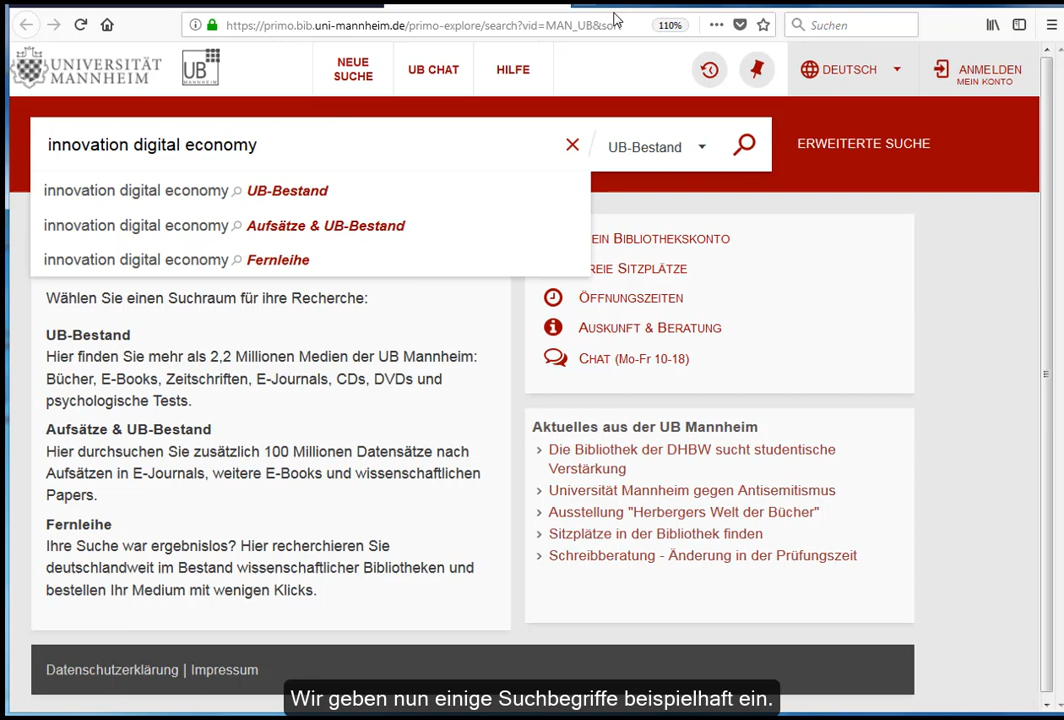 https://primo.bib.uni-mannheim.de/primo-explore/search?vid=MAN_UB&sor
110%
Suchen
UNIVERSITÄT
MANNHEIM
UB
NEUE
SUCHE
UB CHAT
HILFE
DEUTSCH
ANMELDEN
MEIN KONTO
innovation digital economy
UB-Bestand
ERWEITERTE SUCHE
innovation digital economy UB-Bestand
innovation digital economy Aufsätze & UB-Bestand
innovation digital economy Fernleihe
Wählen Sie einen Suchraum für ihre Recherche:
UB-Bestand
Hier finden Sie mehr als 2,2 Millionen Medien der UB Mannheim:
Bücher, E-Books, Zeitschriften, E-Journals, CDs, DVDs und
psychologische Tests.
Aufsätze & UB-Bestand
Hier durchsuchen Sie zusätzlich 100 Millionen Datensätze nach
Aufsätzen in E-Journals, weitere E-Books und wissenschaftlichen
Papers.
Fernleihe
Ihre Suche war ergebnislos? Hier recherchieren Sie
deutschlandweit im Bestand wissenschaftlicher Bibliotheken und
bestellen Ihr Medium mit wenigen Klicks.
EIN BIBLIOTHEKSKONTO
REIE SITZPLÄTZE
ÖFFNUNGSZEITEN
AUSKUNFT & BERATUNG
CHAT (MO-FR 10-18)
Aktuelles aus der UB Mannheim
Die Bibliothek der DHBW sucht studentische
Verstärkung
Universität Mannheim gegen Antisemitismus
Ausstellung "Herbergers Welt der Bücher"
Sitzplätze in der Bibliothek finden
Schreibberatung - Änderung in der Prüfungszeit
Datenschutzerklärung | Impressum
Wir geben nun einige Suchbegriffe beispielhaft ein.